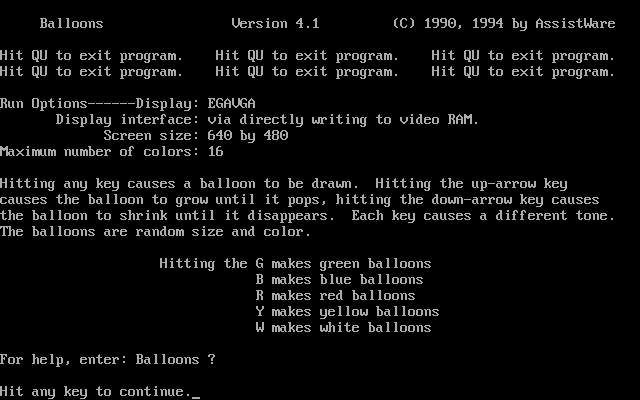 Balloons Version 4.1 (C) 1990, 1994 by AssistWare
Hit QU to exit program. Hit QU to exit program. Hit QU to exit program.
Hit QU to exit program. Hit QU to exit program. Hit QU to exit program.
Run Options------Display: EGAVGA
Display interface: via directly writing to video RAM.
Screen size: 640 by 480
Maximum number of colors: 16
Hitting any key causes a balloon to be drawn. Hitting the up-arrow key
causes the balloon to grow until it pops, hitting the down-arrow key causes
the balloon to shrink until it disappears. Each key causes a different tone.
The balloons are random size and color.
Hitting the G makes green balloons
B makes blue balloons
R makes red balloons
Y makes yellow balloons
W makes white balloons
For help, enter: Balloons ?
Hit any key to continue._